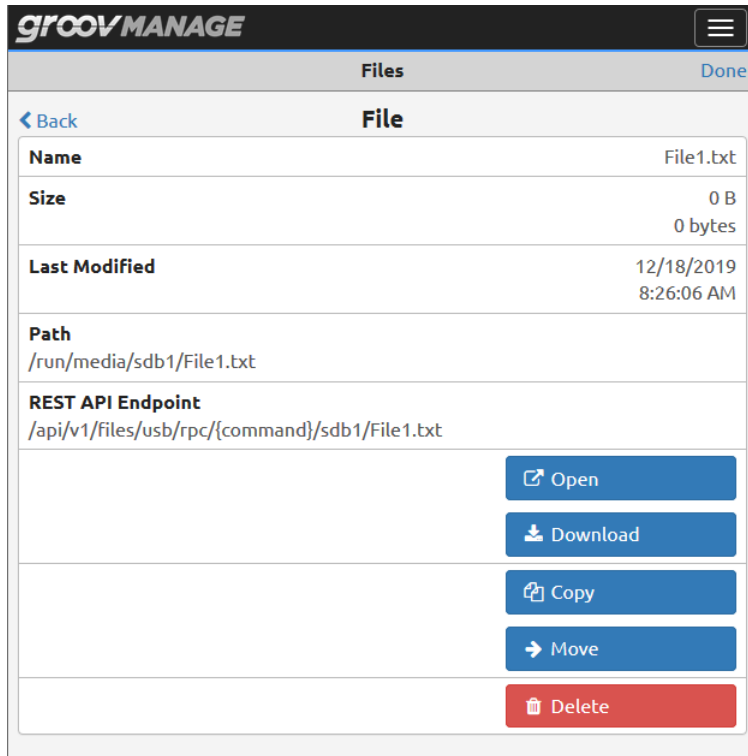 groov MANAGE
Files
Done
Back
File
Name
File1.txt
Size
0 B
0 bytes
Last Modified
12/18/2019
8:26:06 AM
Path
/run/media/sdb1/File1.txt
REST API Endpoint
/api/v1/files/usb/rpc/{command}/sdb1/File1.txt
Open
Download
Copy
Move
Delete